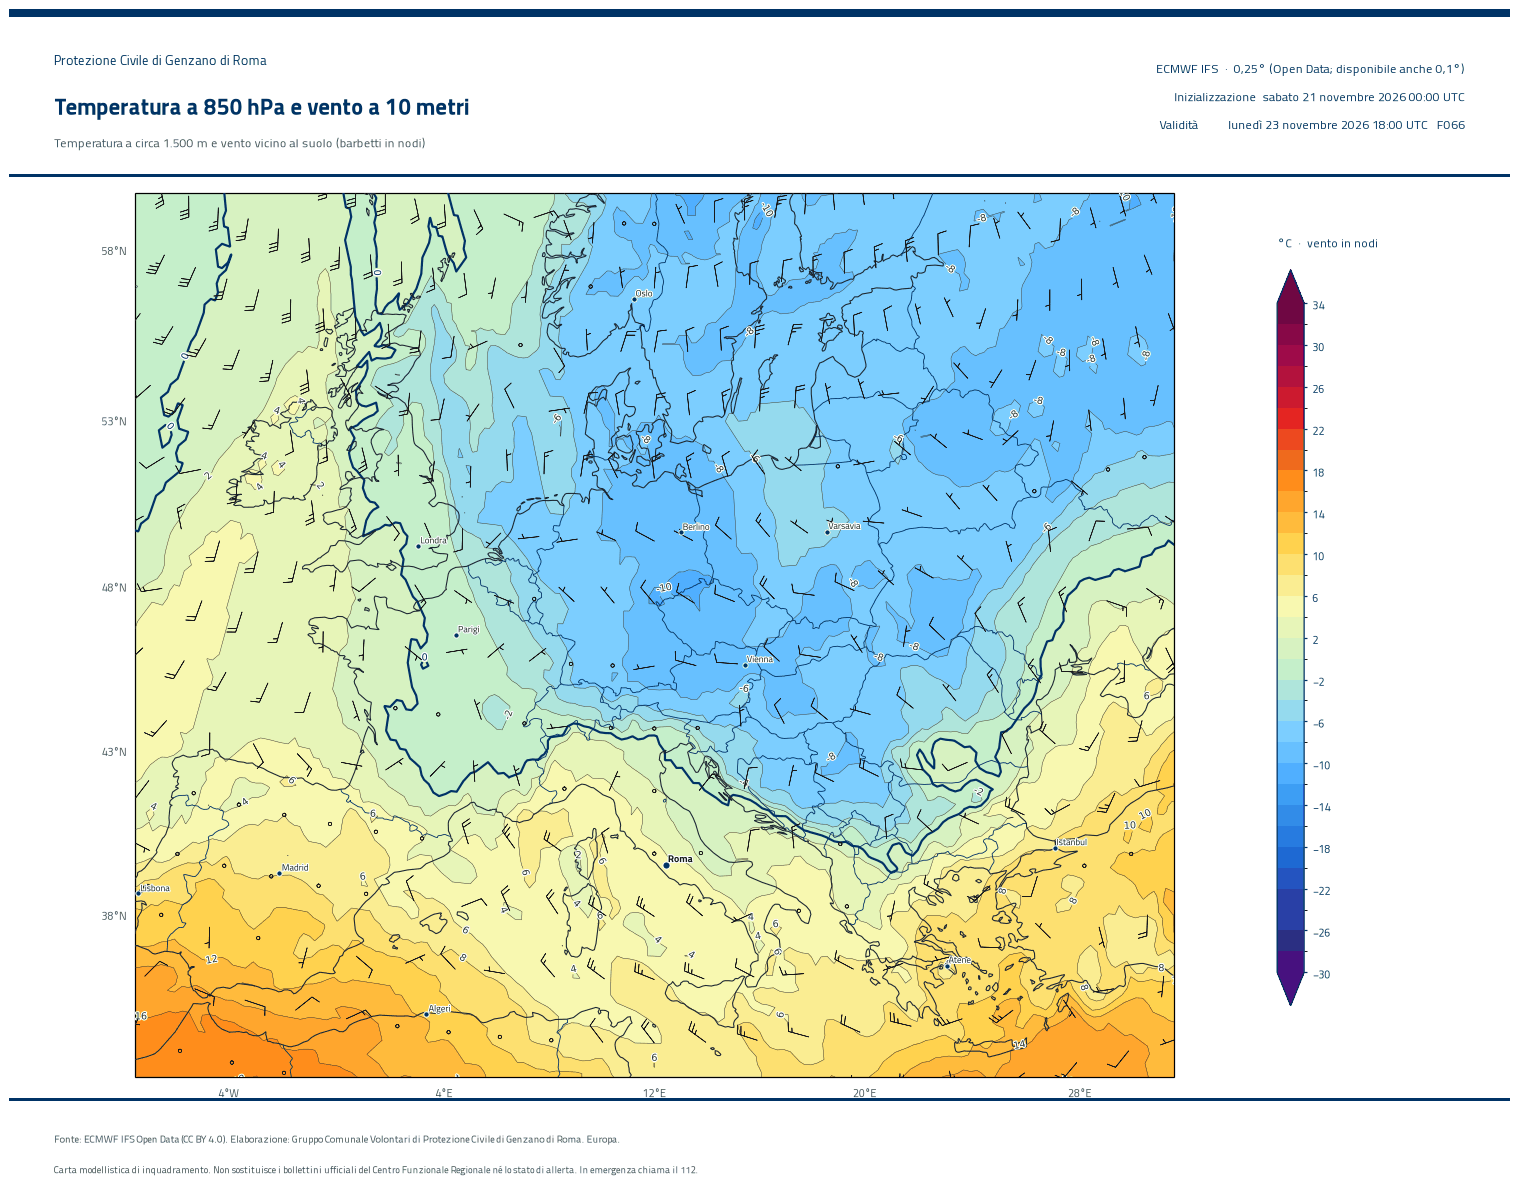 Protezione Civile di Genzano di Roma
Temperatura a 850 hPa e vento a 10 metri
Temperatura a circa 1.500 m e vento vicino al suolo (barbetti in nodi)
ECMWF IFS · 0,25° (Open Data; disponibile anche 0,1°)
Inizializzazione sabato 21 novembre 2026 00:00 UTC
Validità lunedì 23 novembre 2026 18:00 UTC F066
°C · vento in nodi
34
30
26
22
18
14
10
6
2
−2
−6
−10
−14
−18
−22
−26
−30
58°N
53°N
48°N
43°N
38°N
4°W
4°E
12°E
20°E
28°E
Oslo
Londra
Berlino
Varsavia
Parigi
Vienna
Madrid
Lisbona
Roma
Istanbul
Atene
Algeri
Fonte: ECMWF IFS Open Data (CC BY 4.0). Elaborazione: Gruppo Comunale Volontari di Protezione Civile di Genzano di Roma. Europa.
Carta modellistica di inquadramento. Non sostituisce i bollettini ufficiali del Centro Funzionale Regionale né lo stato di allerta. In emergenza chiama il 112.